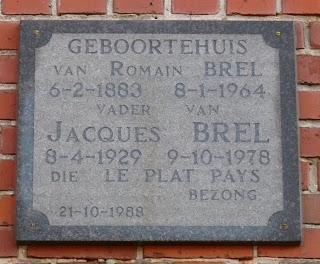 GEBOORTEHUIS
VAN ROMAIN BREL
6-2-1883 8-1-1964
VADER VAN
JACQUES BREL
8-4-1929 9-10-1978
DIE LE PLAT PAYS
BEZONG
21-10-1988